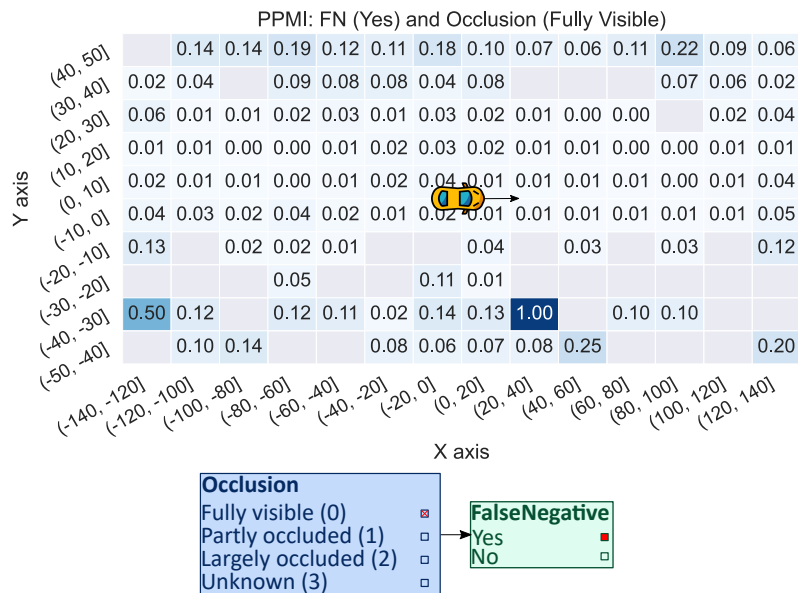 PPMI: FN (Yes) and Occlusion (Fully Visible)
(40, 50] 0.14 0.14 0.19 0.12 0.11 0.18 0.10 0.07 0.06 0.11 0.22 0.09 0.06
(30, 40] 0.02 0.04 0.09 0.08 0.08 0.04 0.08 0.07 0.06 0.02
(20, 30] 0.06 0.01 0.01 0.02 0.03 0.01 0.03 0.02 0.01 0.00 0.00 0.02 0.04
(10, 20] 0.01 0.01 0.00 0.00 0.01 0.02 0.03 0.02 0.01 0.01 0.00 0.00 0.01 0.01
(0, 10] 0.02 0.01 0.01 0.00 0.01 0.02 0.04 0.01 0.01 0.01 0.01 0.00 0.01 0.04
(-10, 0] 0.04 0.03 0.02 0.04 0.02 0.01 0.02 0.01 0.01 0.01 0.01 0.01 0.01 0.05
(-20, -10] 0.13 0.02 0.02 0.01 0.04 0.03 0.03 0.12
(-30, -20] 0.05 0.11 0.01
(-40, -30] 0.50 0.12 0.12 0.11 0.02 0.14 0.13 1.00 0.10 0.10
(-50, -40] 0.10 0.14 0.08 0.06 0.07 0.08 0.25 0.20
Y axis
(-140, -120] (-120, -100] (-100, -80] (-80, -60] (-60, -40] (-40, -20] (-20, 0] (0, 20] (20, 40] (40, 60] (60, 80] (80, 100] (100, 120] (120, 140]
X axis
Occlusion
Fully visible (0)
Partly occluded (1)
Largely occluded (2)
Unknown (3)
FalseNegative
Yes
No